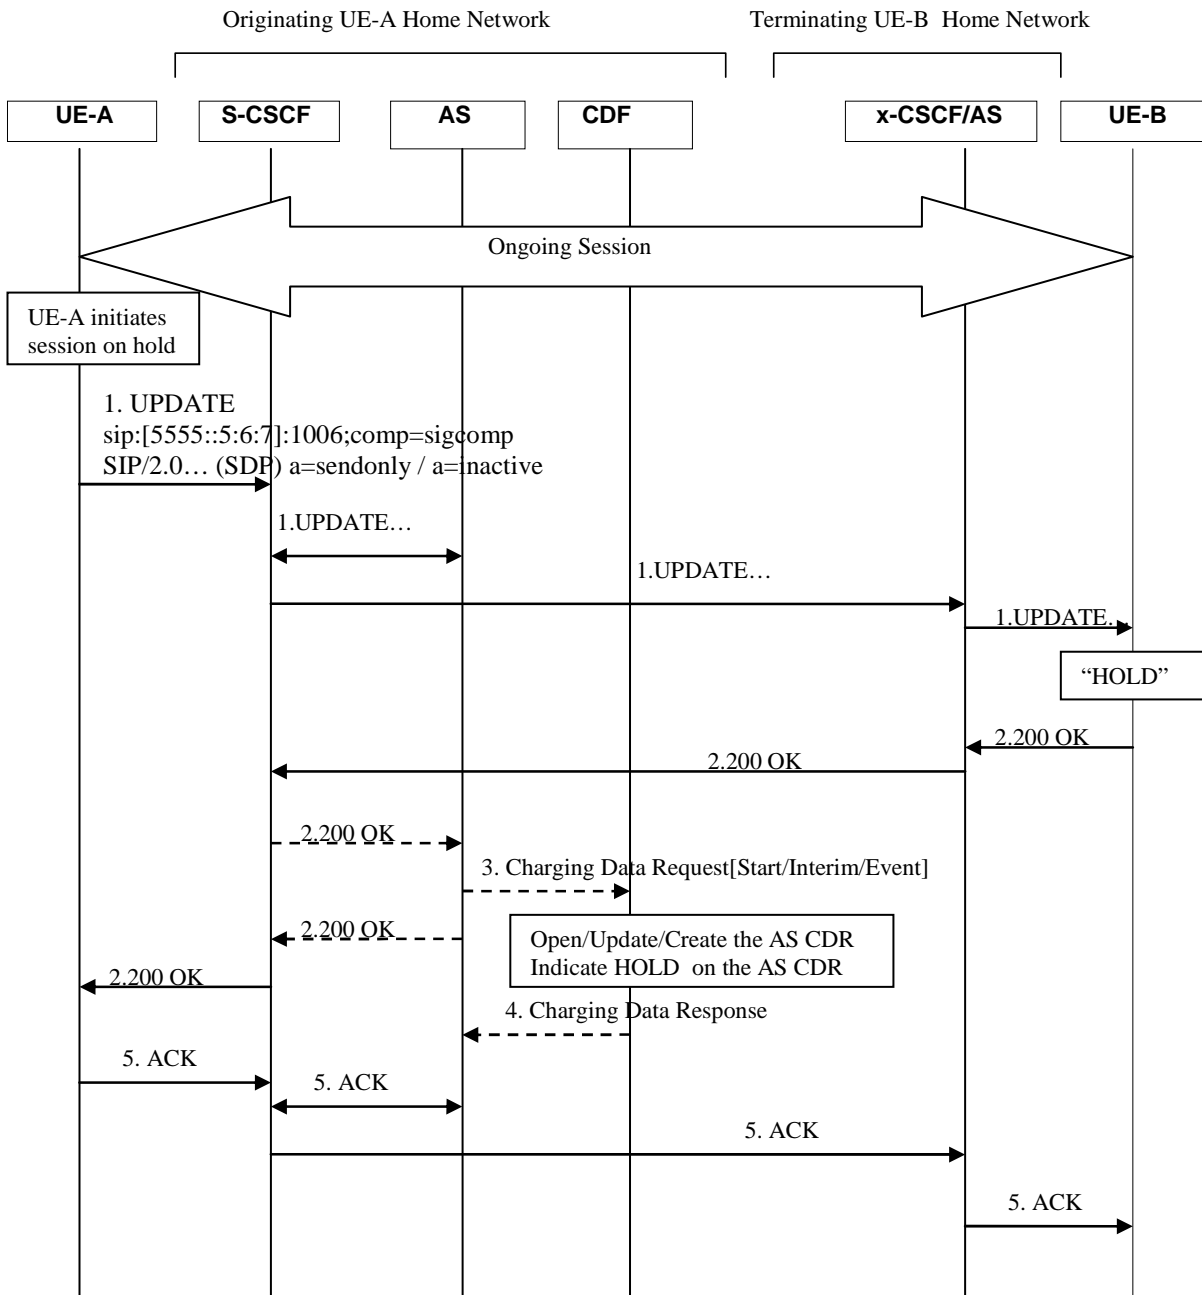 Originating UE-A Home Network
Terminating UE-B Home Network
UE-A
S-CSCF
AS
CDF
x-CSCF/AS
UE-B
Ongoing Session
UE-A initiates
session on hold
1. UPDATE
sip:[5555::5:6:7]:1006;comp=sigcomp
SIP/2.0… (SDP) a=sendonly / a=inactive
1.UPDATE…
1.UPDATE…
1.UPDATE…
“HOLD”
2.200 OK
2.200 OK
2.200 OK
3. Charging Data Request[Start/Interim/Event]
2.200 OK
Open/Update/Create the AS CDR
Indicate HOLD on the AS CDR
2.200 OK
4. Charging Data Response
5. ACK
5. ACK
5. ACK
5. ACK